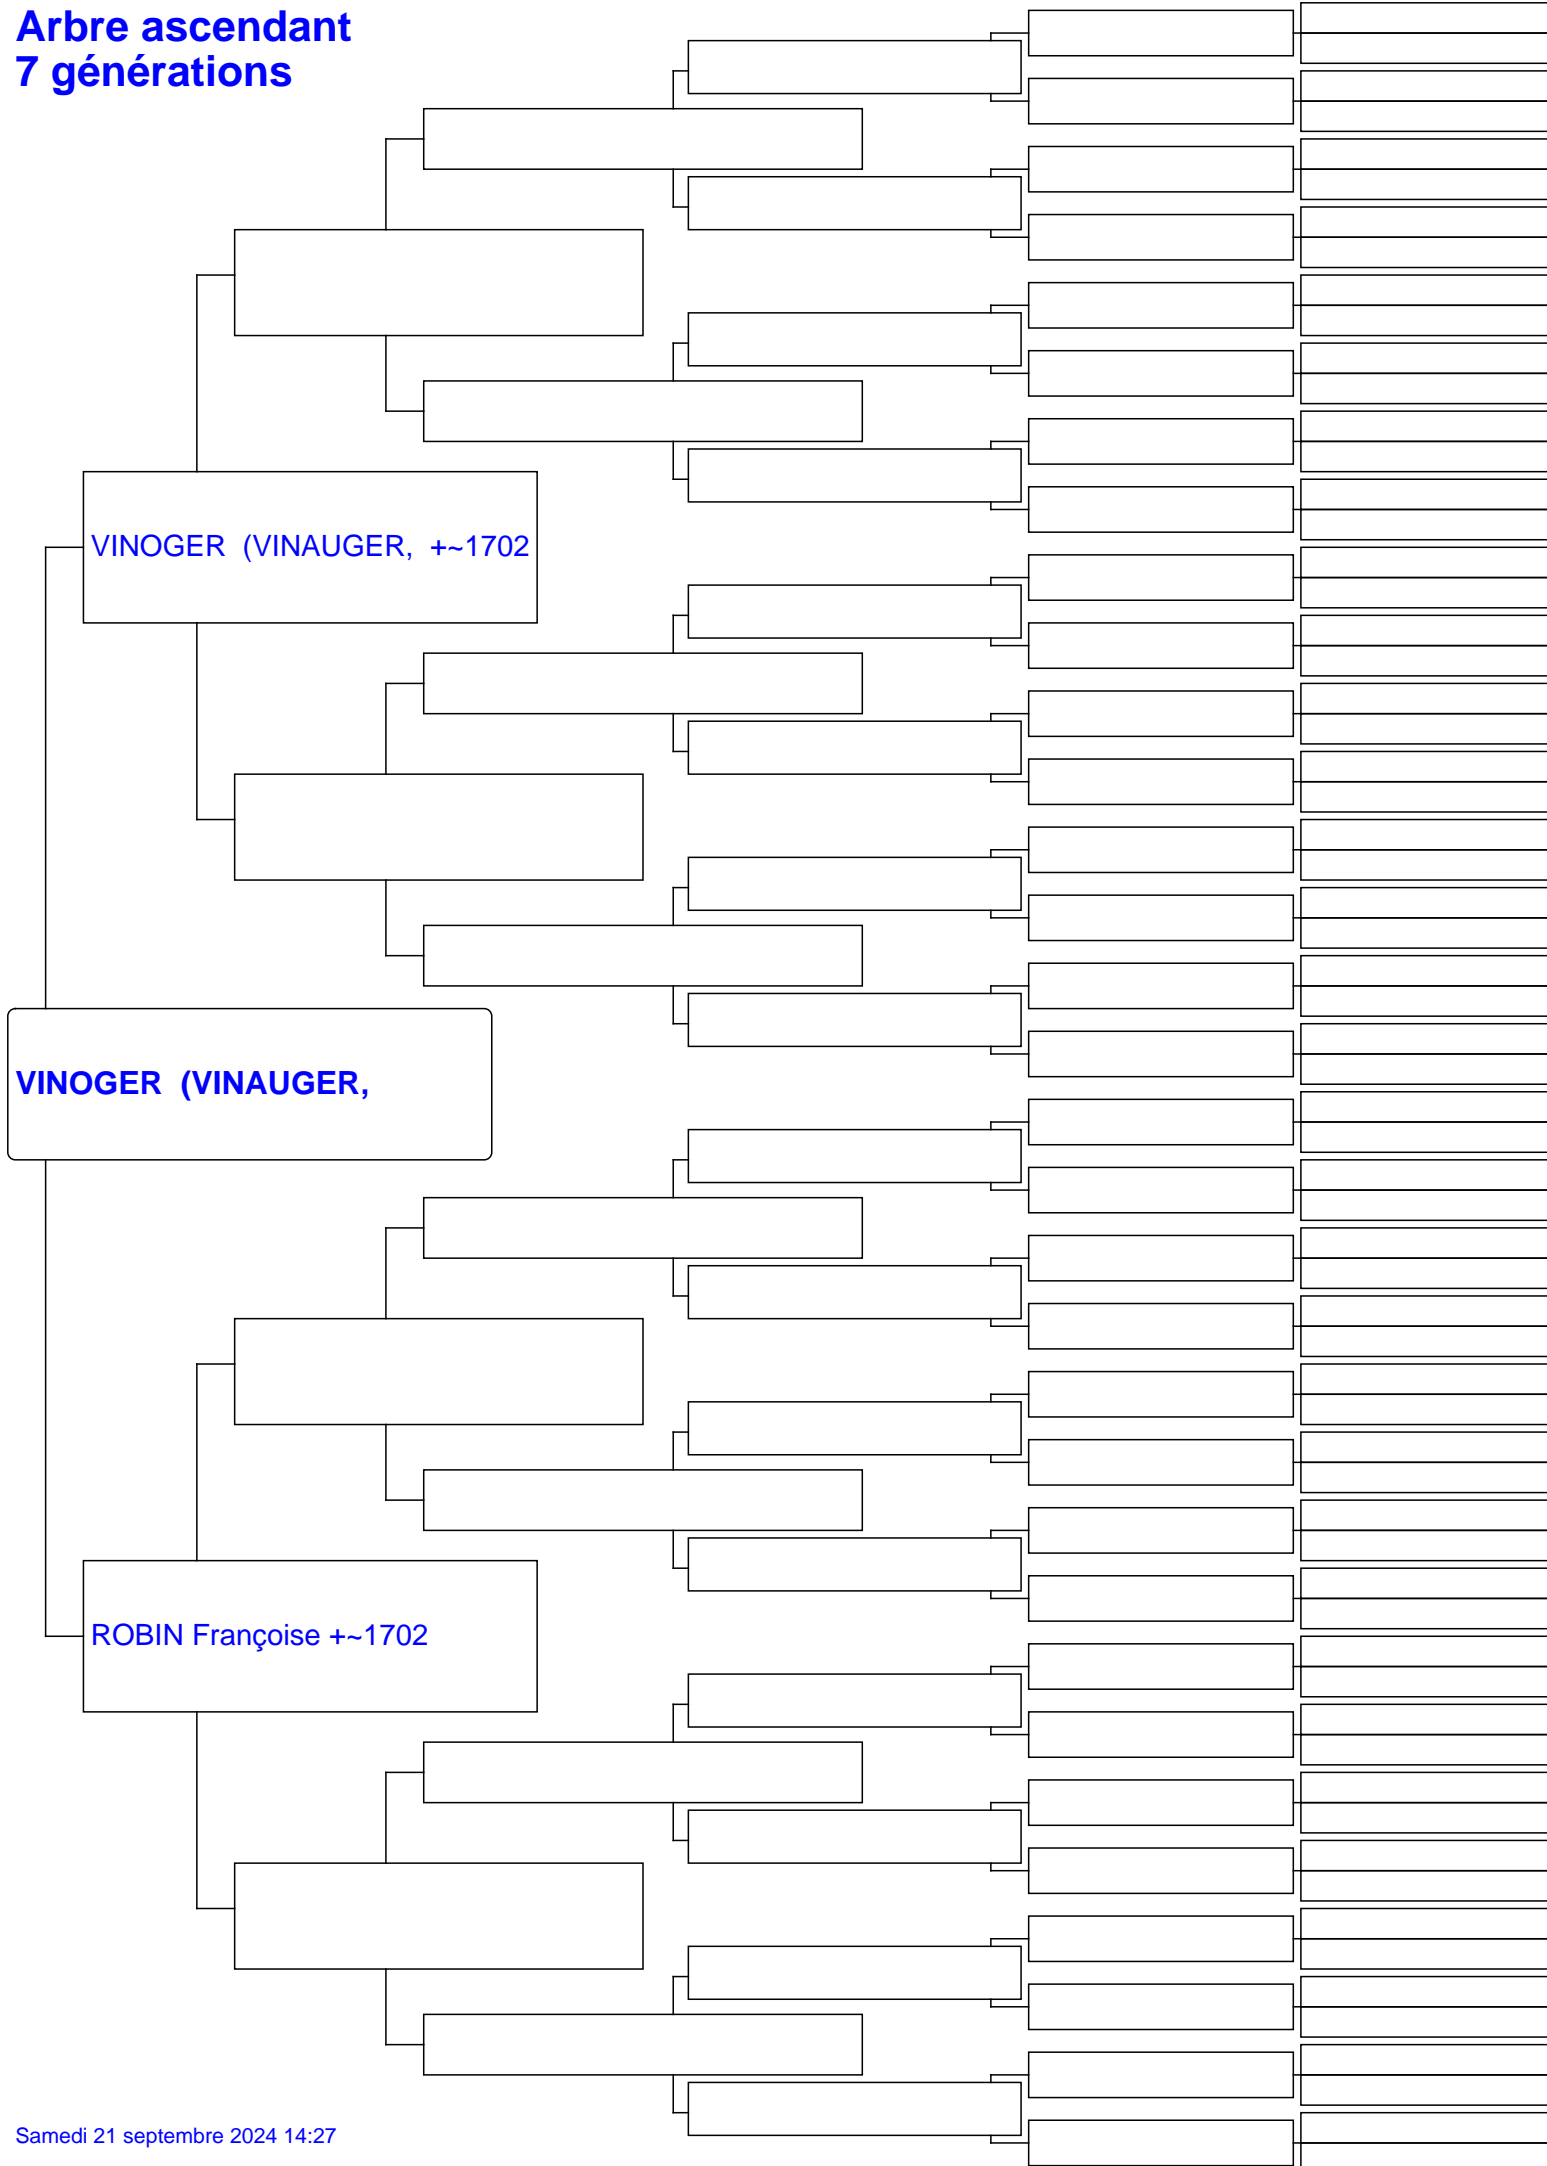 Arbre ascendant
7 générations
VINOGER (VINAUGER, +~1702
VINOGER (VINAUGER,
ROBIN Françoise +~1702
Samedi 21 septembre 2024 14:27